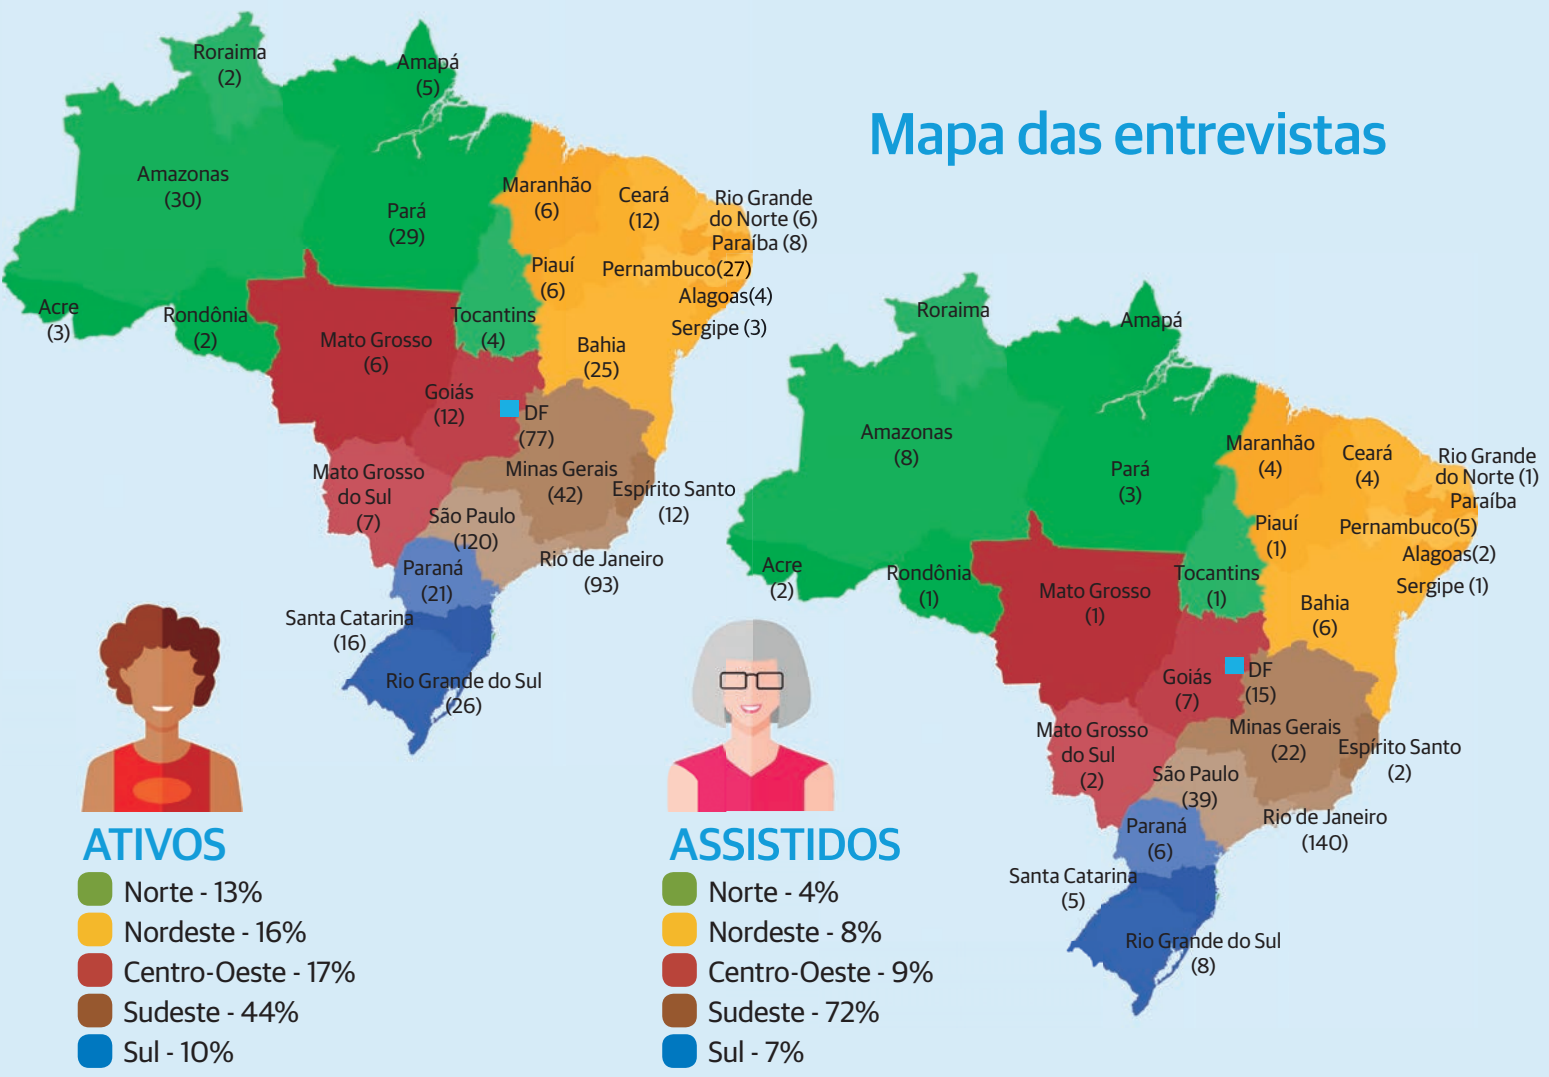 Mapa das entrevistas
Roraima
(2)
Amapá
(5)
Amazonas
(30)
Pará
(29)
Maranhão
(6)
Ceará
(12)
Rio Grande
do Norte (6)
Paraíba (8)
Piauí
(6)
Pernambuco(27)
Alagoas(4)
Sergipe (3)
Acre
(3)
Rondônia
(2)
Mato Grosso
(6)
Tocantins
(4)
Bahia
(25)
Goiás
(12)
DF
(77)
Mato Grosso
do Sul
(7)
Minas Gerais
(42)
Espírito Santo
(12)
São Paulo
(120)
Rio de Janeiro
(93)
Paraná
(21)
Santa Catarina
(16)
Rio Grande do Sul
(26)
ATIVOS
Norte - 13%
Nordeste - 16%
Centro-Oeste - 17%
Sudeste - 44%
Sul - 10%
Roraima
Amapá
Amazonas
(8)
Pará
(3)
Maranhão
(4)
Ceará
(4)
Rio Grande
do Norte (1)
Paraíba
Piauí
(1)
Pernambuco(5)
Alagoas(2)
Sergipe (1)
Acre
(2)
Rondônia
(1)
Mato Grosso
(1)
Tocantins
(1)
Bahia
(6)
Goiás
(7)
DF
(15)
Mato Grosso
do Sul
(2)
Minas Gerais
(22)
Espírito Santo
(2)
São Paulo
(39)
Rio de Janeiro
(140)
Paraná
(6)
Santa Catarina
(5)
Rio Grande do Sul
(8)
ASSISTIDOS
Norte - 4%
Nordeste - 8%
Centro-Oeste - 9%
Sudeste - 72%
Sul - 7%